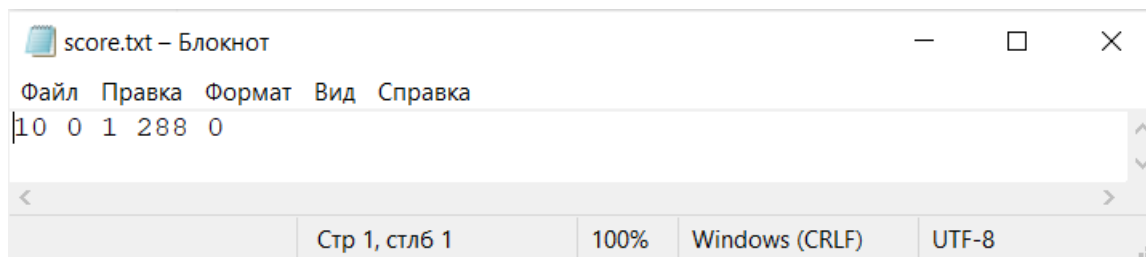 score.txt – Блокнот
Файл Правка Формат Вид Справка
10 0 1 288 0
Стр 1, стлб 1 100% Windows (CRLF) UTF-8